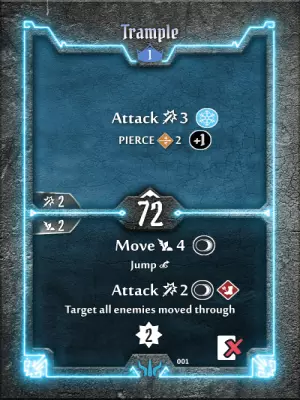 Trample
1
Attack 3
PIERCE 2 +1
2
72
2
Move 4
Jump
Attack 2
Target all enemies moved through
2
001